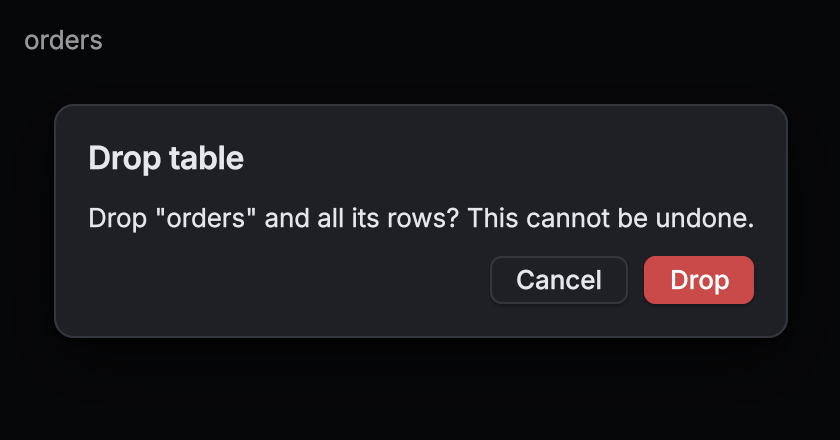 orders
Drop table
Drop "orders" and all its rows? This cannot be undone.
Cancel
Drop